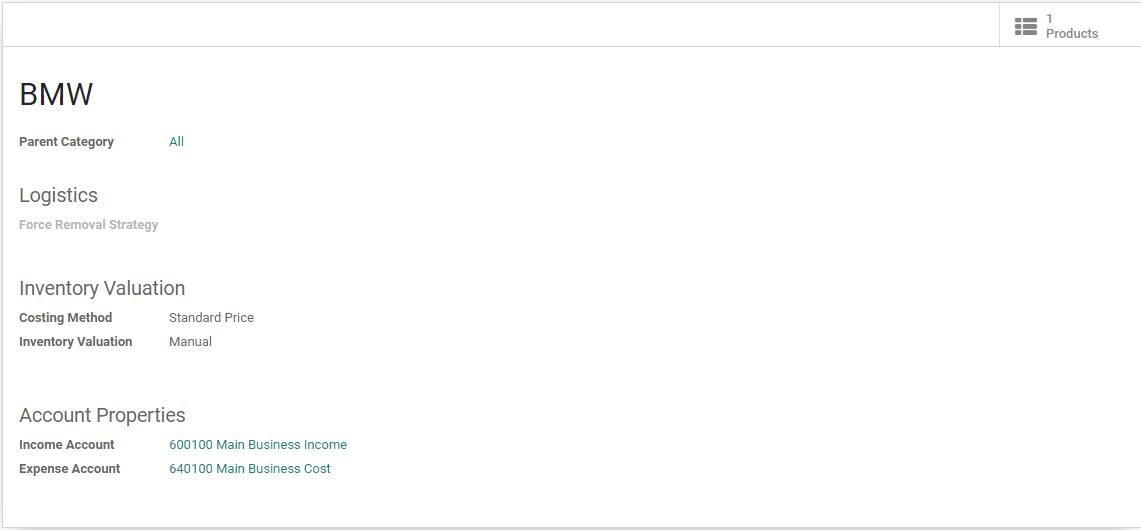 1
Products
BMW
Parent Category All
Logistics
Force Removal Strategy
Inventory Valuation
Costing Method Standard Price
Inventory Valuation Manual
Account Properties
Income Account 600100 Main Business Income
Expense Account 640100 Main Business Cost